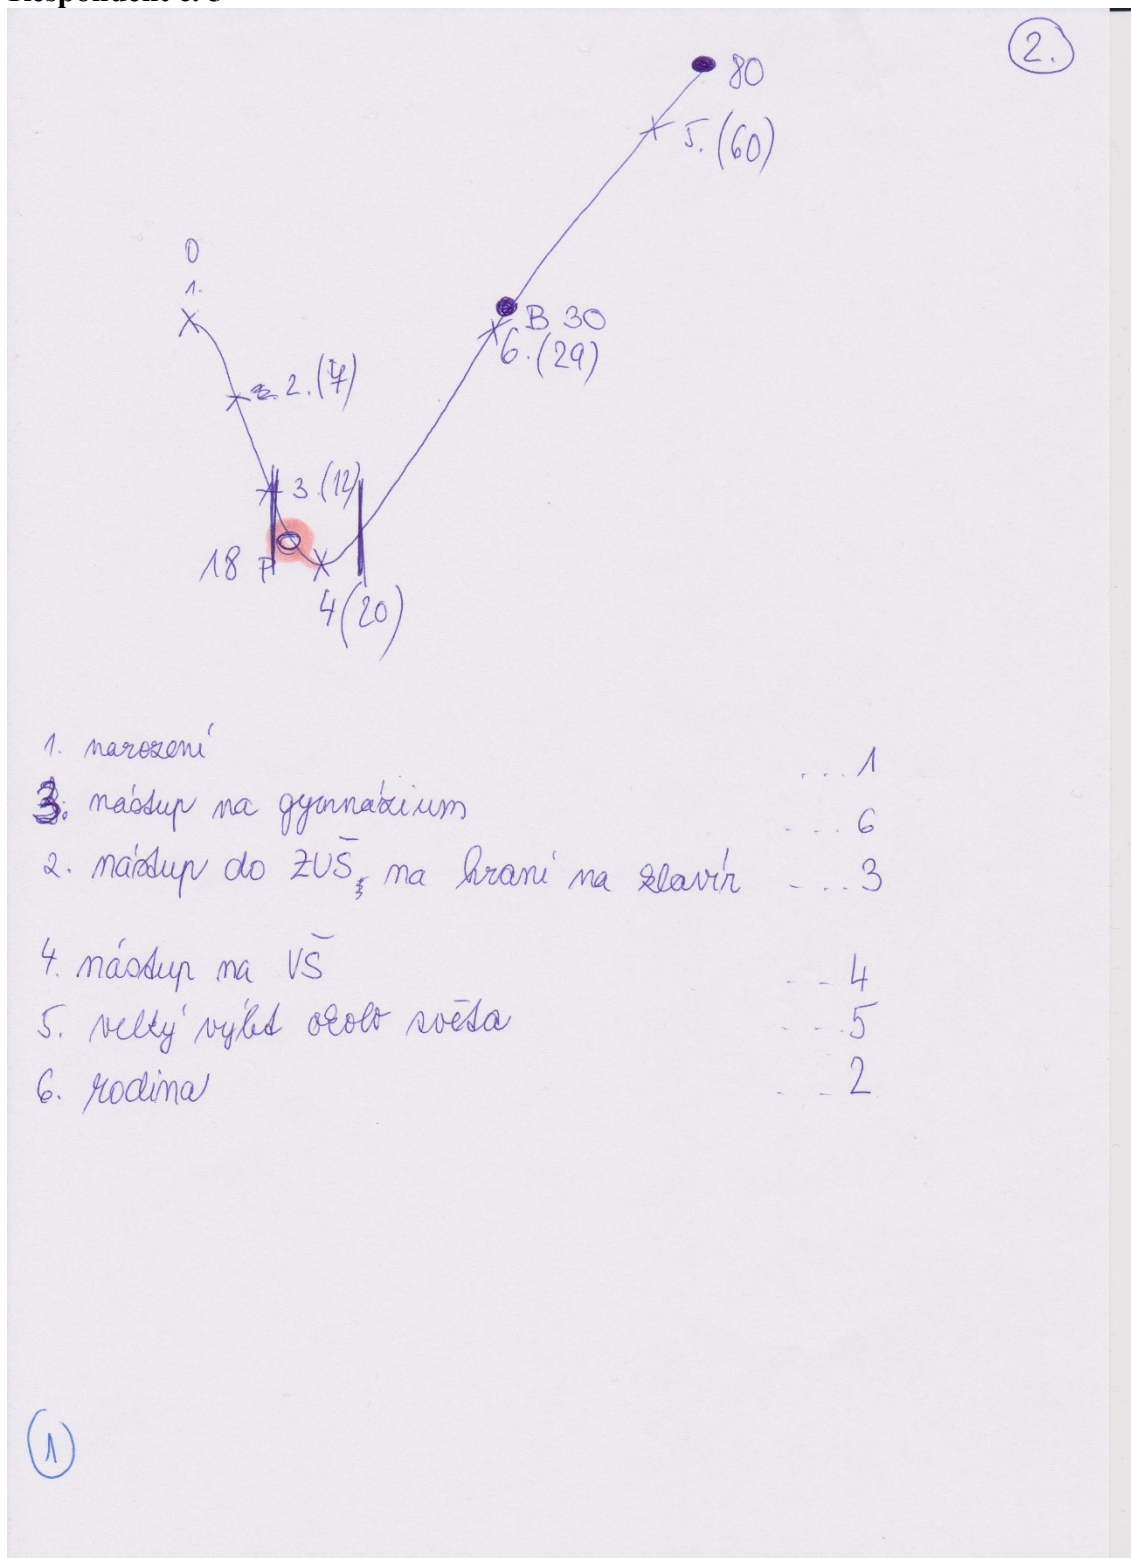 2.
80
5. (60)
0
1.
B 30
6. (29)
2. (7)
3. (12)
18 P
4 (20)
1. narození ... 1
3. nástup na gymnázium ... 6
2. nástup do ZUŠ, na hraní na klavír ... 3
4. nástup na VŠ ... 4
5. velký výlet okolo světa ... 5
6. rodina ... 2
1